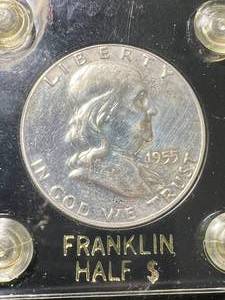 LIBERTY
1955
IN GOD WE TRUST
FRANKLIN
HALF $